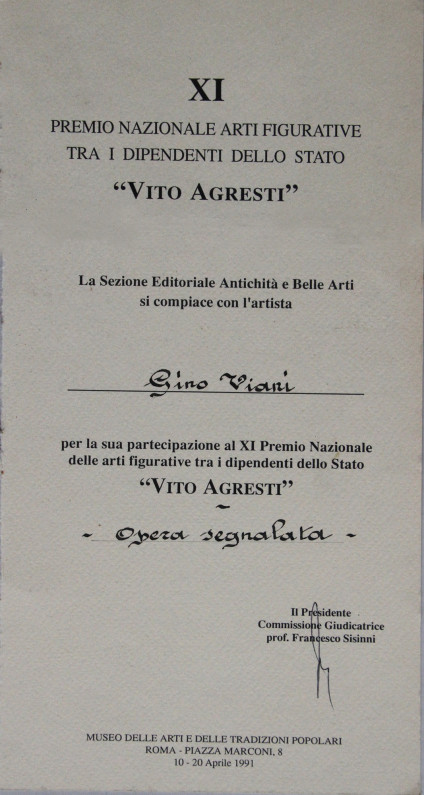 XI
PREMIO NAZIONALE ARTI FIGURATIVE
TRA I DIPENDENTI DELLO STATO
“VITO AGRESTI”
La Sezione Editoriale Antichità e Belle Arti
si compiace con l'artista
Gino Viani
per la sua partecipazione al XI Premio Nazionale
delle arti figurative tra i dipendenti dello Stato
“VITO AGRESTI”
~
- opera segnalata -
Il Presidente
Commissione Giudicatrice
prof. Francesco Sisinni
MUSEO DELLE ARTI E DELLE TRADIZIONI POPOLARI
ROMA - PIAZZA MARCONI, 8
10 - 20 Aprile 1991